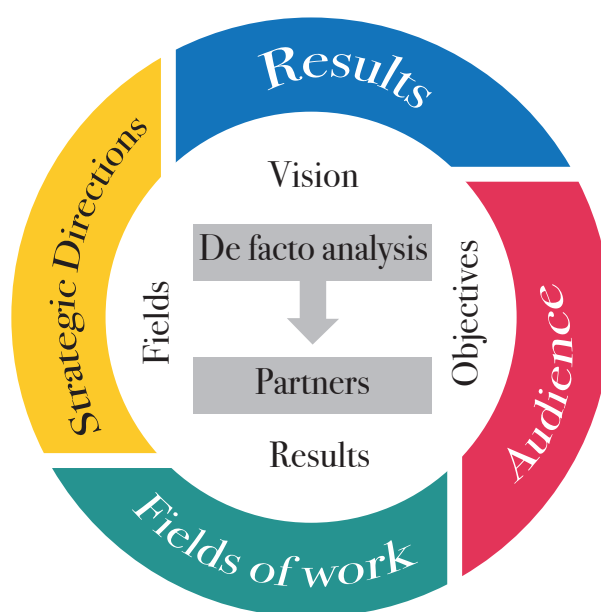 Results
Vision
De facto analysis
Strategic Directions
Fields
Objectives
Audience
Partners
Results
Fields of work